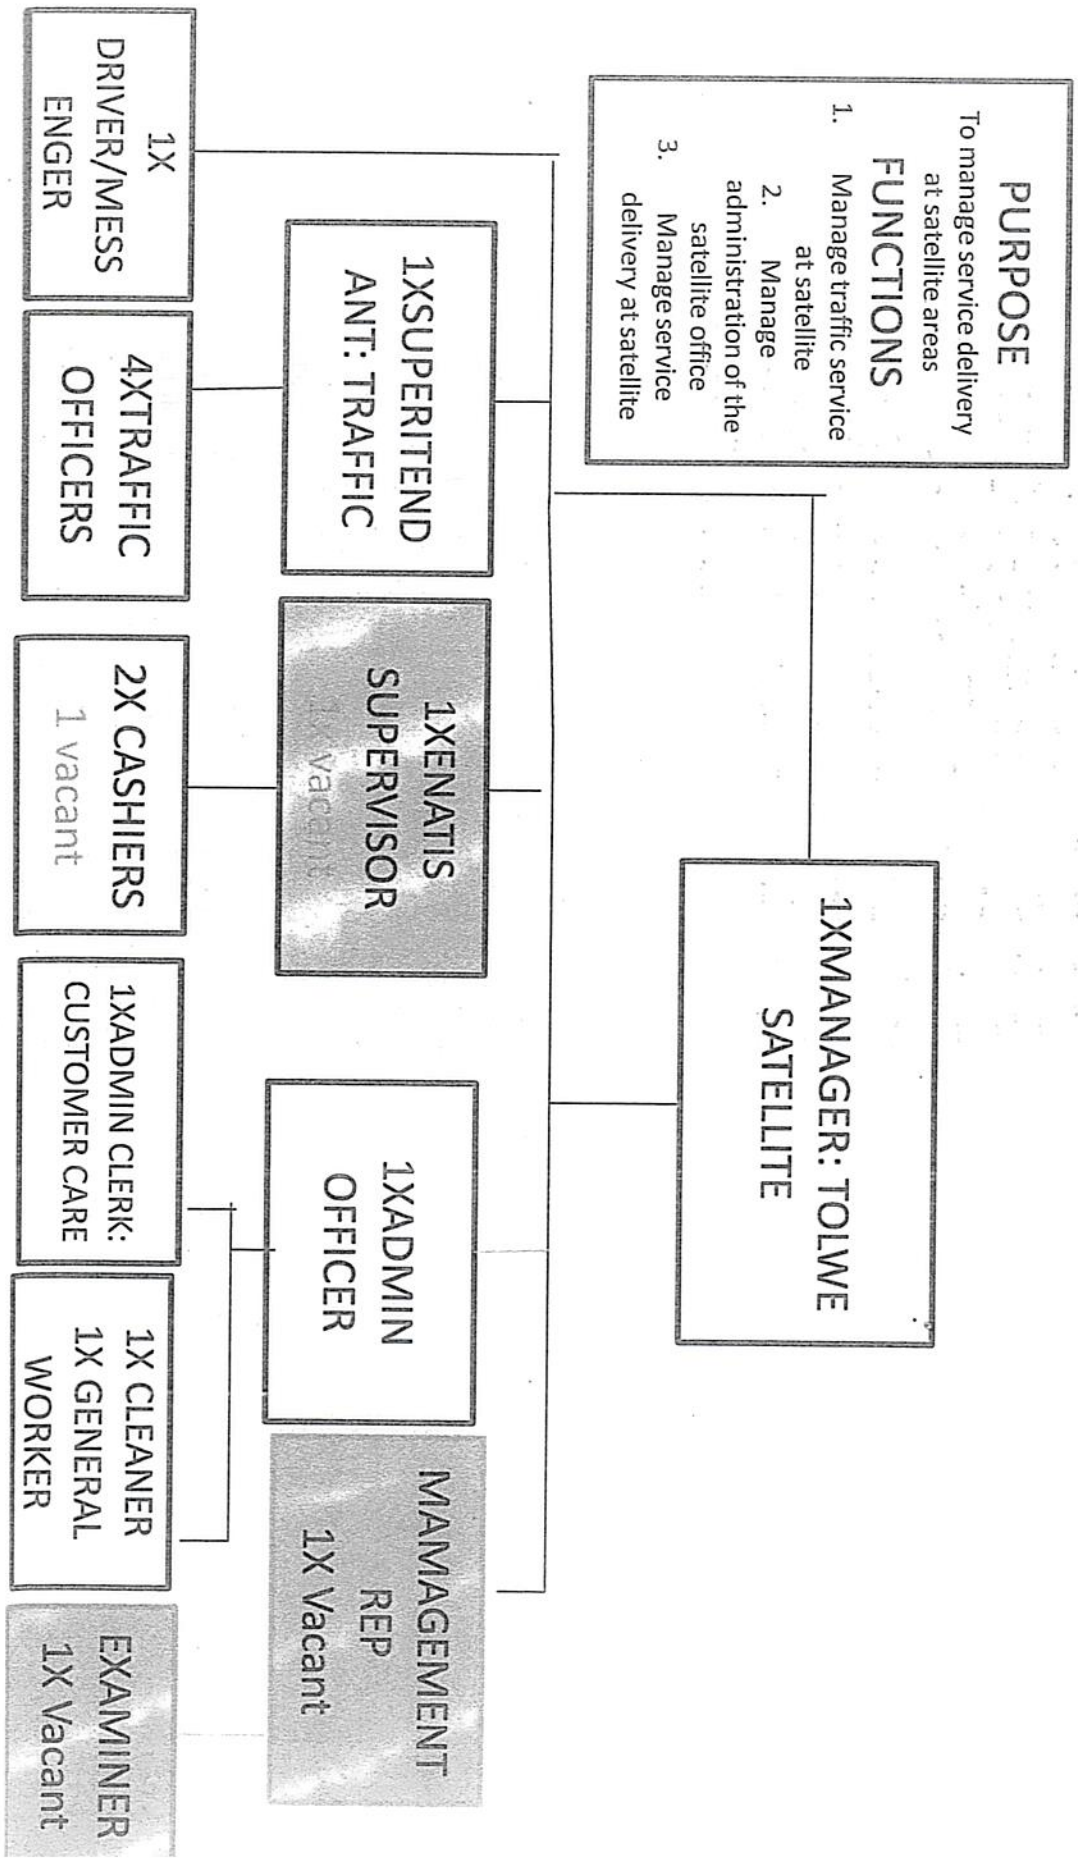 PURPOSE
To manage service delivery
at satellite areas
FUNCTIONS
1. Manage traffic service
at satellite
2. Manage
administration of the
satellite office
3. Manage service
delivery at satellite
1XMANAGER: TOLWE
SATELLITE
1XSUPERITEND
ANT: TRAFFIC
1XENATIS
SUPERVISOR
1X vacant
1XADMIN
OFFICER
MAMAGEMENT
REP
1X Vacant
1X
DRIVER/MESS
ENGER
4XTRAFFIC
OFFICERS
2X CASHIERS
1 vacant
1XADMIN CLERK:
CUSTOMER CARE
1X CLEANER
1X GENERAL
WORKER
EXAMINER
1X Vacant